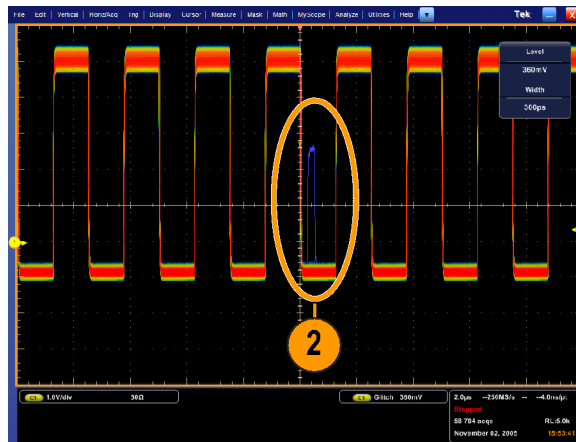 File Edit Vertical Horiz/Acq Trig Display Cursor Measure Mask Math MyScope Analyze Utilities Help Tek X
Level
360mV
Width
300ps
2
C1 1.0V/div 50Ω
C1 Glitch 360mV
2.0µs --250MS/s --4.0ns/pt
Stopped
58 784 acqs RL:5.0k
November 02, 2005 15:53:41